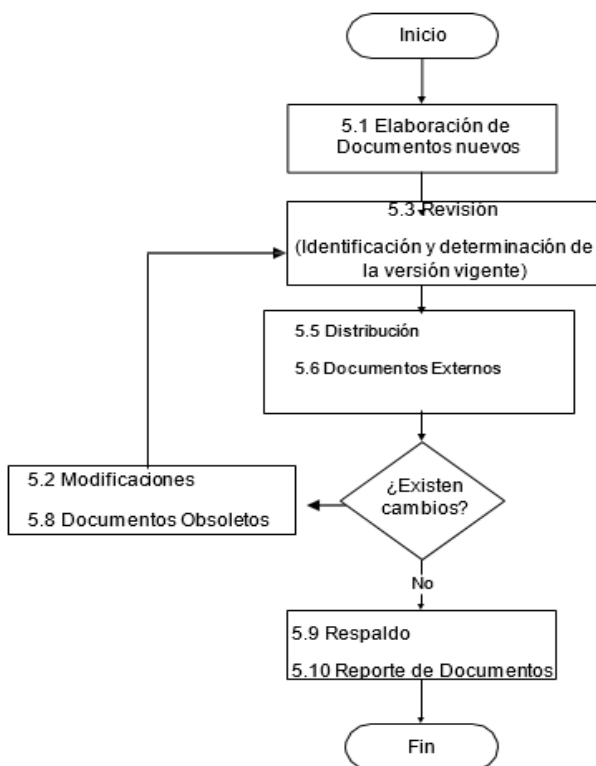 Inicio
5.1 Elaboración de
Documentos nuevos
5.3 Revisión
(Identificación y determinación de
la versión vigente)
5.5 Distribución
5.6 Documentos Externos
¿Existen
cambios?
5.2 Modificaciones
5.8 Documentos Obsoletos
No
5.9 Respaldo
5.10 Reporte de Documentos
Fin